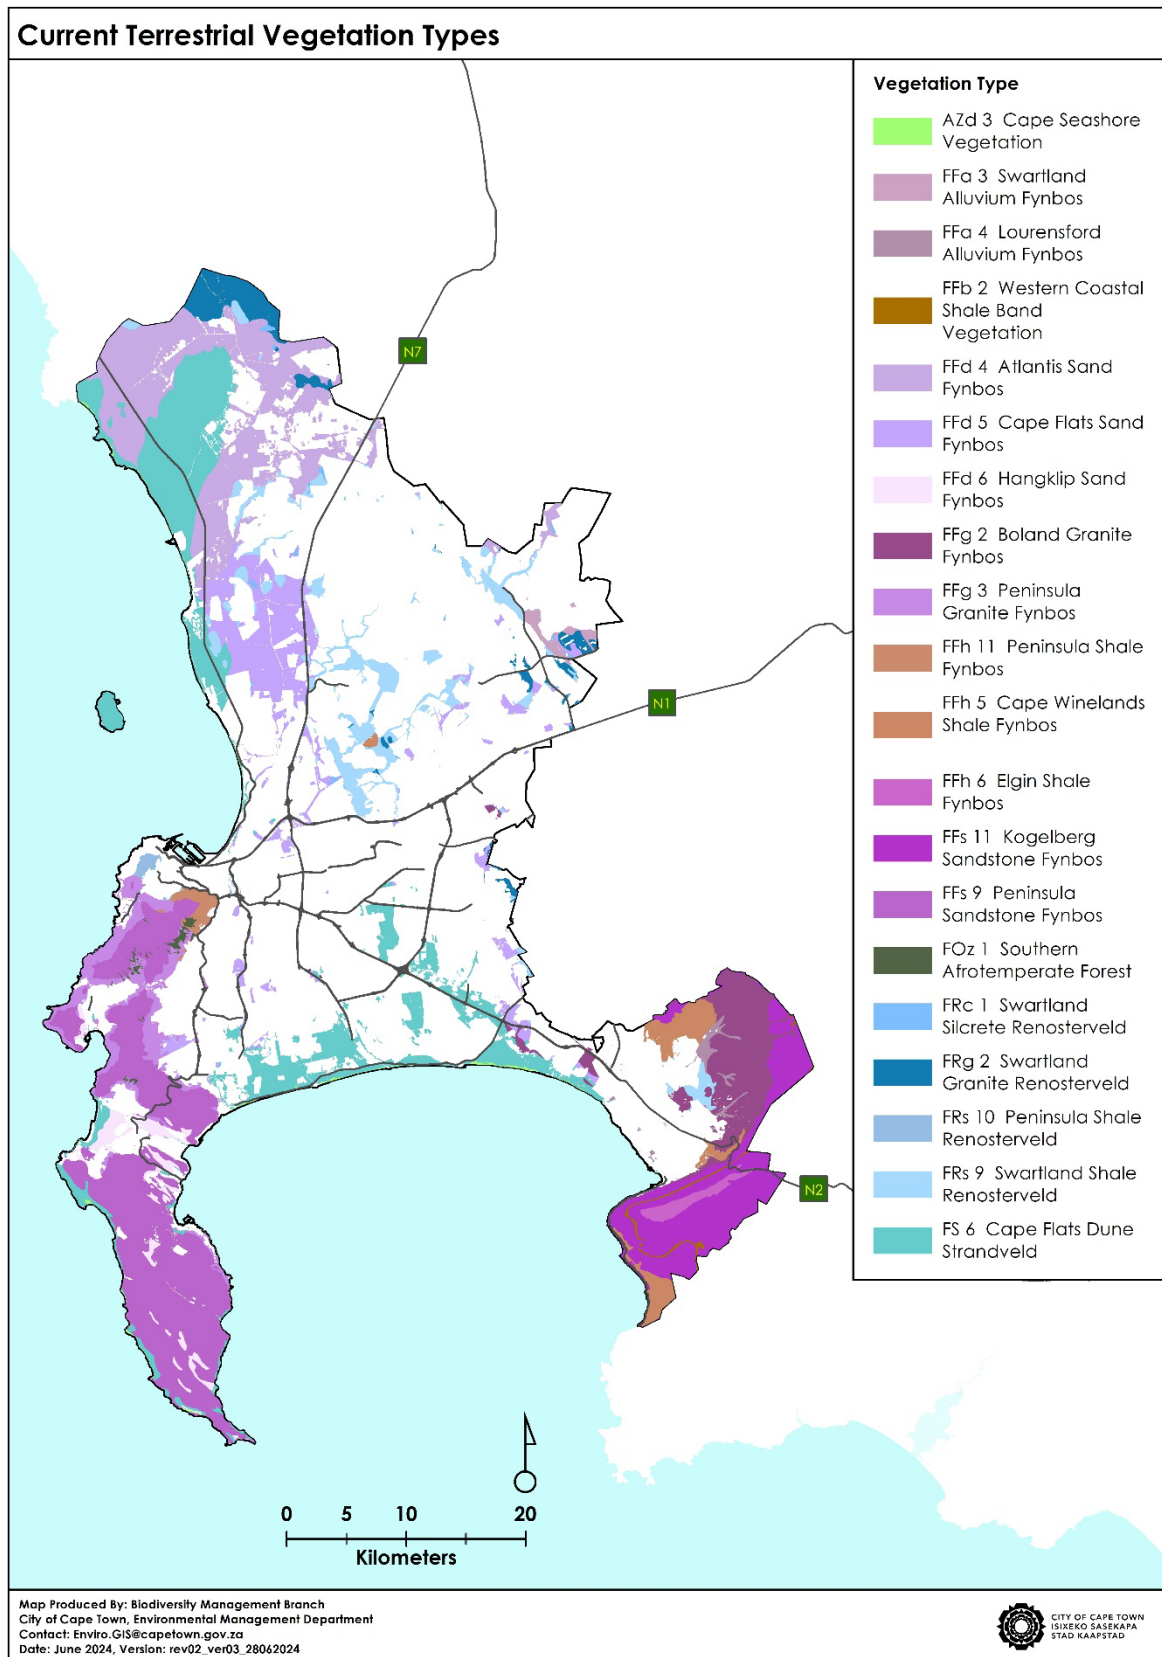 Current Terrestrial Vegetation Types
Vegetation Type
AZd 3 Cape Seashore
Vegetation
FFa 3 Swartland
Alluvium Fynbos
FFa 4 Lourensford
Alluvium Fynbos
FFb 2 Western Coastal
Shale Band
Vegetation
FFd 4 Atlantis Sand
Fynbos
FFd 5 Cape Flats Sand
Fynbos
FFd 6 Hangklip Sand
Fynbos
FFg 2 Boland Granite
Fynbos
FFg 3 Peninsula
Granite Fynbos
FFh 11 Peninsula Shale
Fynbos
FFh 5 Cape Winelands
Shale Fynbos
FFh 6 Elgin Shale
Fynbos
FFs 11 Kogelberg
Sandstone Fynbos
FFs 9 Peninsula
Sandstone Fynbos
FOz 1 Southern
Afrotemperate Forest
FRc 1 Swartland
Silcrete Renosterveld
FRg 2 Swartland
Granite Renosterveld
FRs 10 Peninsula Shale
Renosterveld
FRs 9 Swartland Shale
Renosterveld
FS 6 Cape Flats Dune
Strandveld
N7
N1
N2
0 5 10 20
Kilometers
Map Produced By: Biodiversity Management Branch
City of Cape Town, Environmental Management Department
Contact: Enviro.GIS@capetown.gov.za
Date: June 2024, Version: rev02_ver03_28062024
CITY OF CAPE TOWN
ISIXEKO SASEKAPA
STAD KAAPSTAD